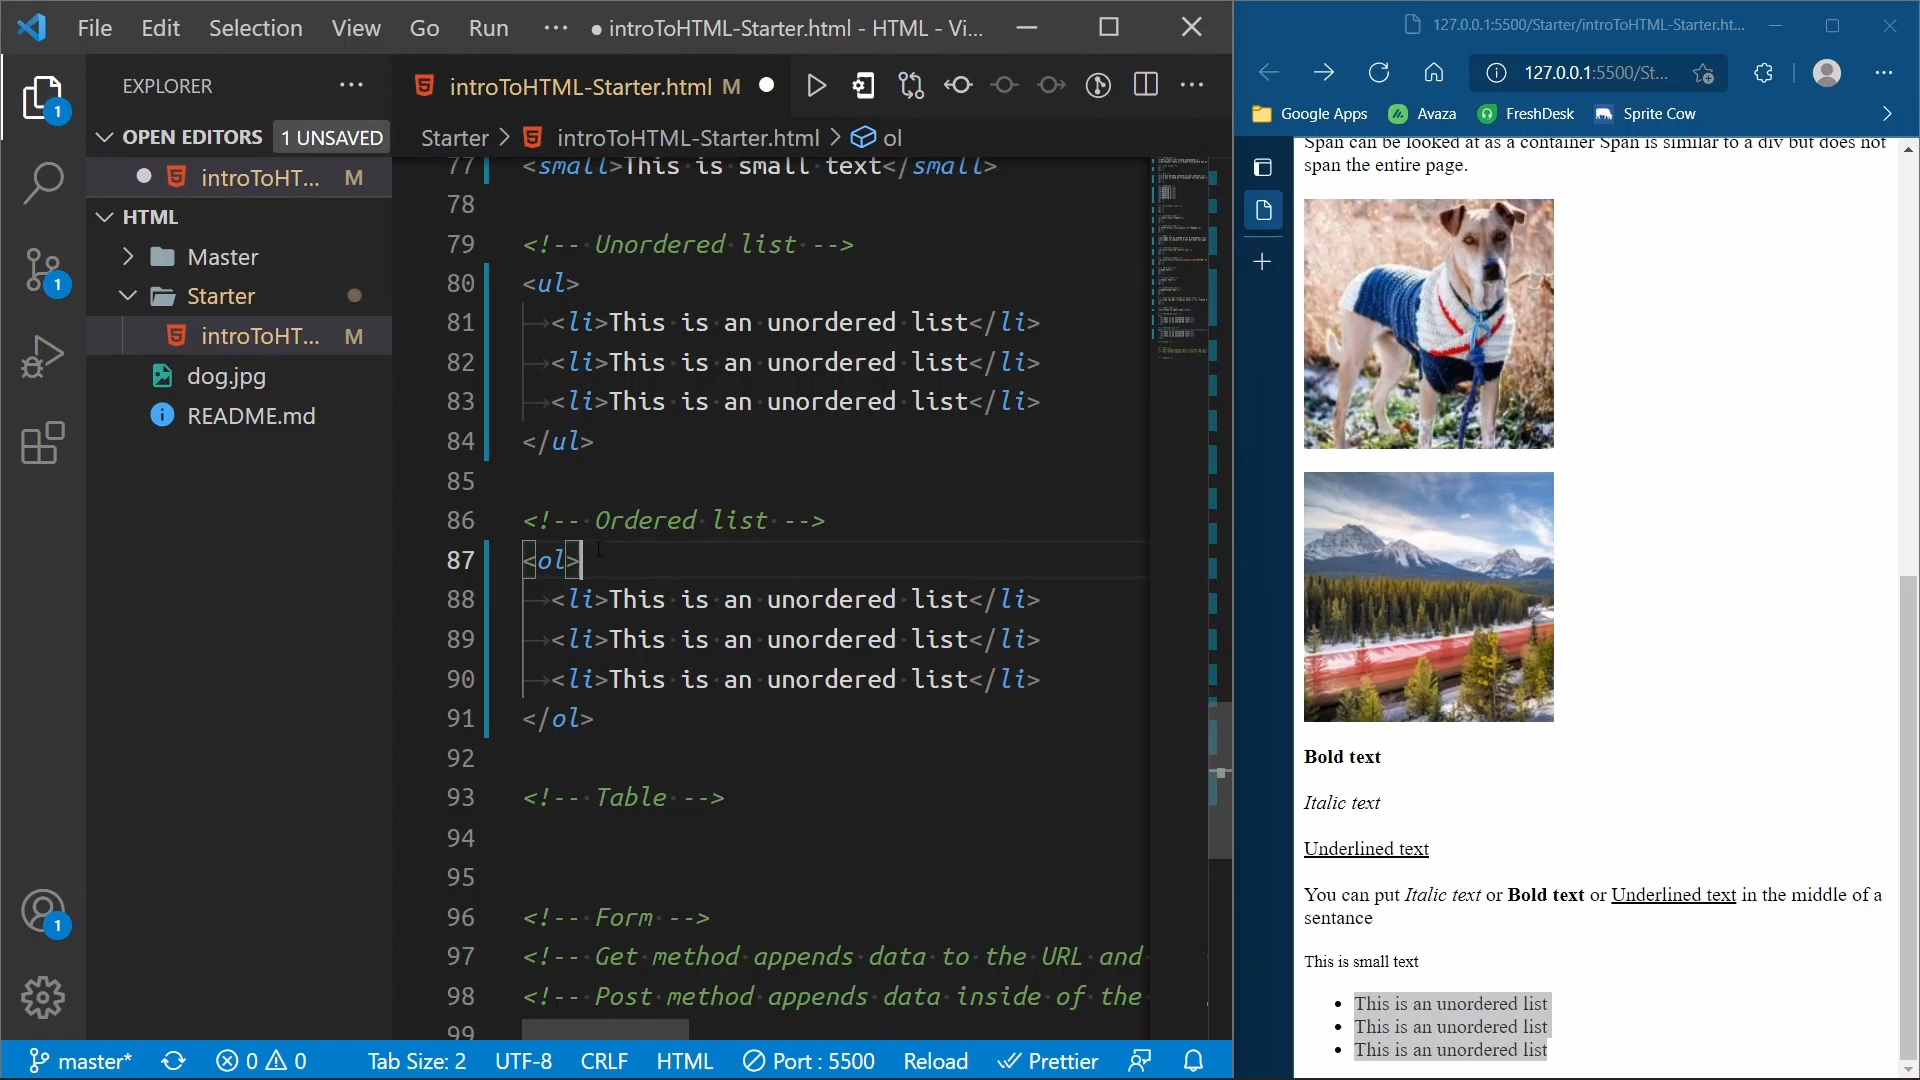 File Edit Selection View Go Run ··· ● introToHTML-Starter.html - HTML - Vi...
127.0.0.1:5500/Starter/introToHTML-Starter.ht...
EXPLORER
introToHTML-Starter.html M
127.0.0.1:5500/St...
Google Apps Avaza FreshDesk Sprite Cow
OPEN EDITORS 1 UNSAVED
Starter > introToHTML-Starter.html > ol
introToHT... M
HTML
Master
Starter
introToHT... M
dog.jpg
README.md
1
1
1
77 <small>This is small text</small>
78
79 <!-- Unordered list -->
80 <ul>
81 <li>This is an unordered list</li>
82 <li>This is an unordered list</li>
83 <li>This is an unordered list</li>
84 </ul>
85
86 <!-- Ordered list -->
87 <ol>
88 <li>This is an unordered list</li>
89 <li>This is an unordered list</li>
90 <li>This is an unordered list</li>
91 </ol>
92
93 <!-- Table -->
94
95
96 <!-- Form -->
97 <!-- Get method appends data to the URL and
98 <!-- Post method appends data inside of the
99
Span can be looked at as a container Span is similar to a div but does not
span the entire page.
Bold text
Italic text
Underlined text
You can put Italic text or Bold text or Underlined text in the middle of a
sentance
This is small text
• This is an unordered list
• This is an unordered list
• This is an unordered list
master* 0 0 Tab Size: 2 UTF-8 CRLF HTML Port : 5500 Reload Prettier